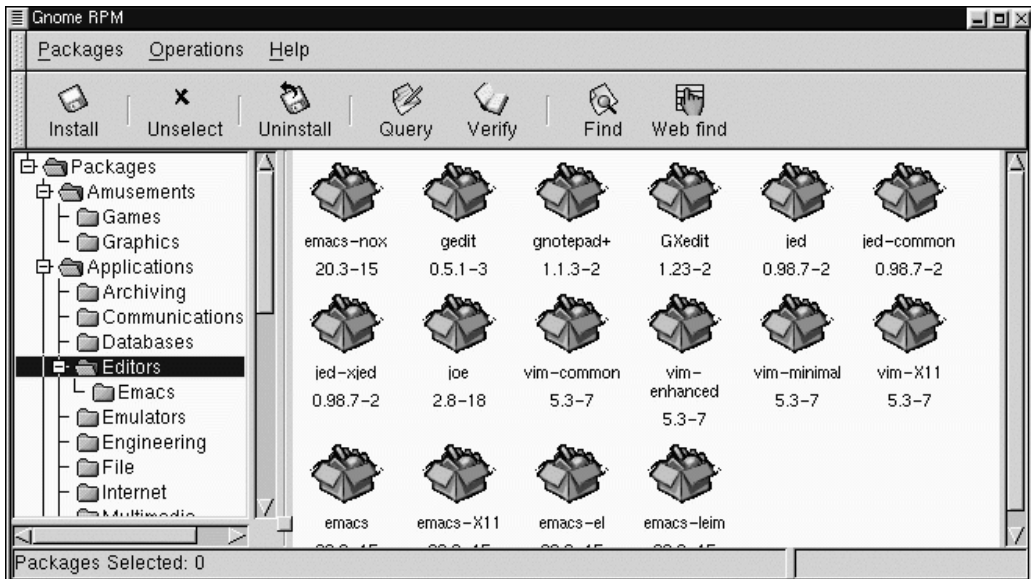 Gnome RPM
Packages Operations Help
Install Unselect Uninstall Query Verify Find Web find
Packages
Amusements
Games
Graphics
Applications
Archiving
Communications
Databases
Editors
Emacs
Emulators
Engineering
File
Internet
Multimedia
emacs-nox gedit gnotepad+ GXedit jed jed-common
20.3-15 0.5.1-3 1.1.3-2 1.23-2 0.98.7-2 0.98.7-2
jed-xjed joe vim-common vim-enhanced vim-minimal vim-X11
0.98.7-2 2.8-18 5.3-7 5.3-7 5.3-7 5.3-7
emacs emacs-X11 emacs-el emacs-leim
Packages Selected: 0